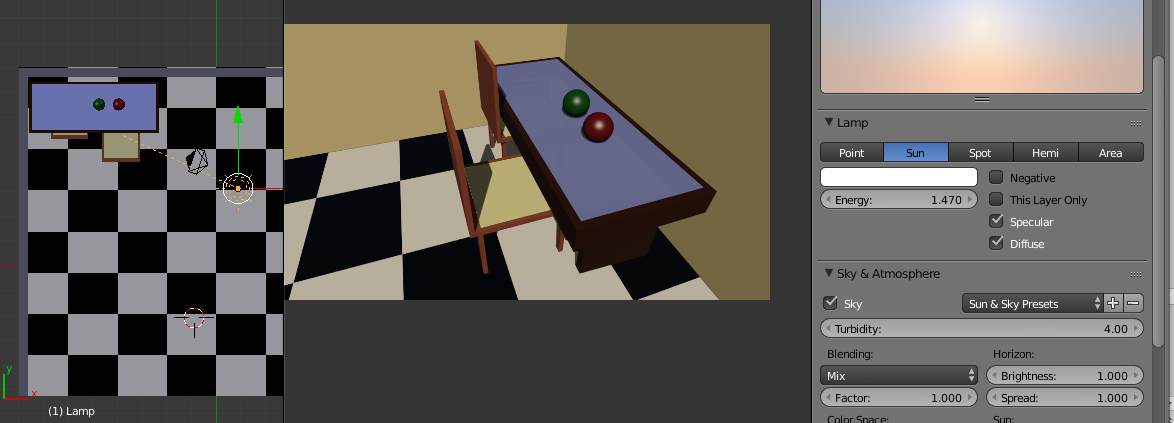 Lamp
Point Sun Spot Hemi Area
Negative
Energy: 1.470
This Layer Only
Specular
Diffuse
Sky & Atmosphere
Sky Sun & Sky Presets
Turbidity: 4.00
Blending: Horizon:
Mix Brightness: 1.000
Factor: 1.000 Spread: 1.000
Color Space: Sun:
y
x
(1) Lamp